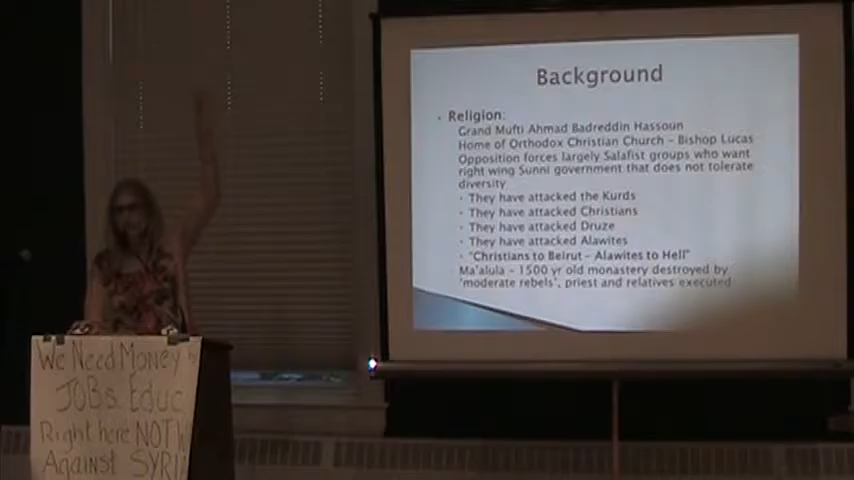 Background
Religion:
Grand Mufti Ahmad Badreddin Hassoun
Home of Orthodox Christian Church - Bishop Lucas
Opposition forces largely Salafist groups who want
right wing Sunni government that does not tolerate
diversity
They have attacked the Kurds
They have attacked Christians
They have attacked Druze
They have attacked Alawites
"Christians to Beirut - Alawites to Hell"
Ma'alula - 1500 yr old monastery destroyed by
'moderate rebels', priest and relatives executed
We Need Money
JOBS. Educ
Right here NOT
Against SYRI